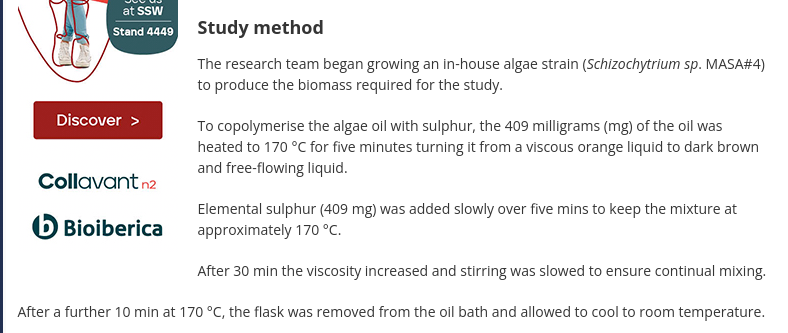 See us
at SSW
Stand 4449
Discover >
Collavant n2
Bioiberica
Study method
The research team began growing an in-house algae strain (Schizochytrium sp. MASA#4)
to produce the biomass required for the study.
To copolymerise the algae oil with sulphur, the 409 milligrams (mg) of the oil was
heated to 170 °C for five minutes turning it from a viscous orange liquid to dark brown
and free-flowing liquid.
Elemental sulphur (409 mg) was added slowly over five mins to keep the mixture at
approximately 170 °C.
After 30 min the viscosity increased and stirring was slowed to ensure continual mixing.
After a further 10 min at 170 °C, the flask was removed from the oil bath and allowed to cool to room temperature.